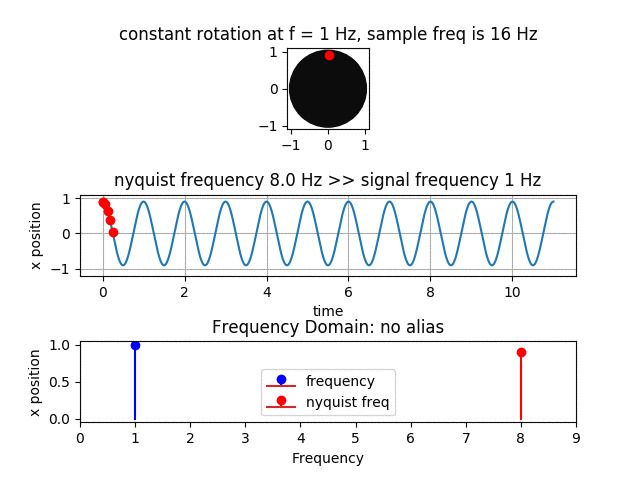 constant rotation at f = 1 Hz, sample freq is 16 Hz
1
0
−1
−1 0 1
nyquist frequency 8.0 Hz >> signal frequency 1 Hz
x position
1
0
−1
0 2 4 6 8 10
time
Frequency Domain: no alias
x position
1.0
0.5
0.0
frequency
nyquist freq
0 1 2 3 4 5 6 7 8 9
Frequency